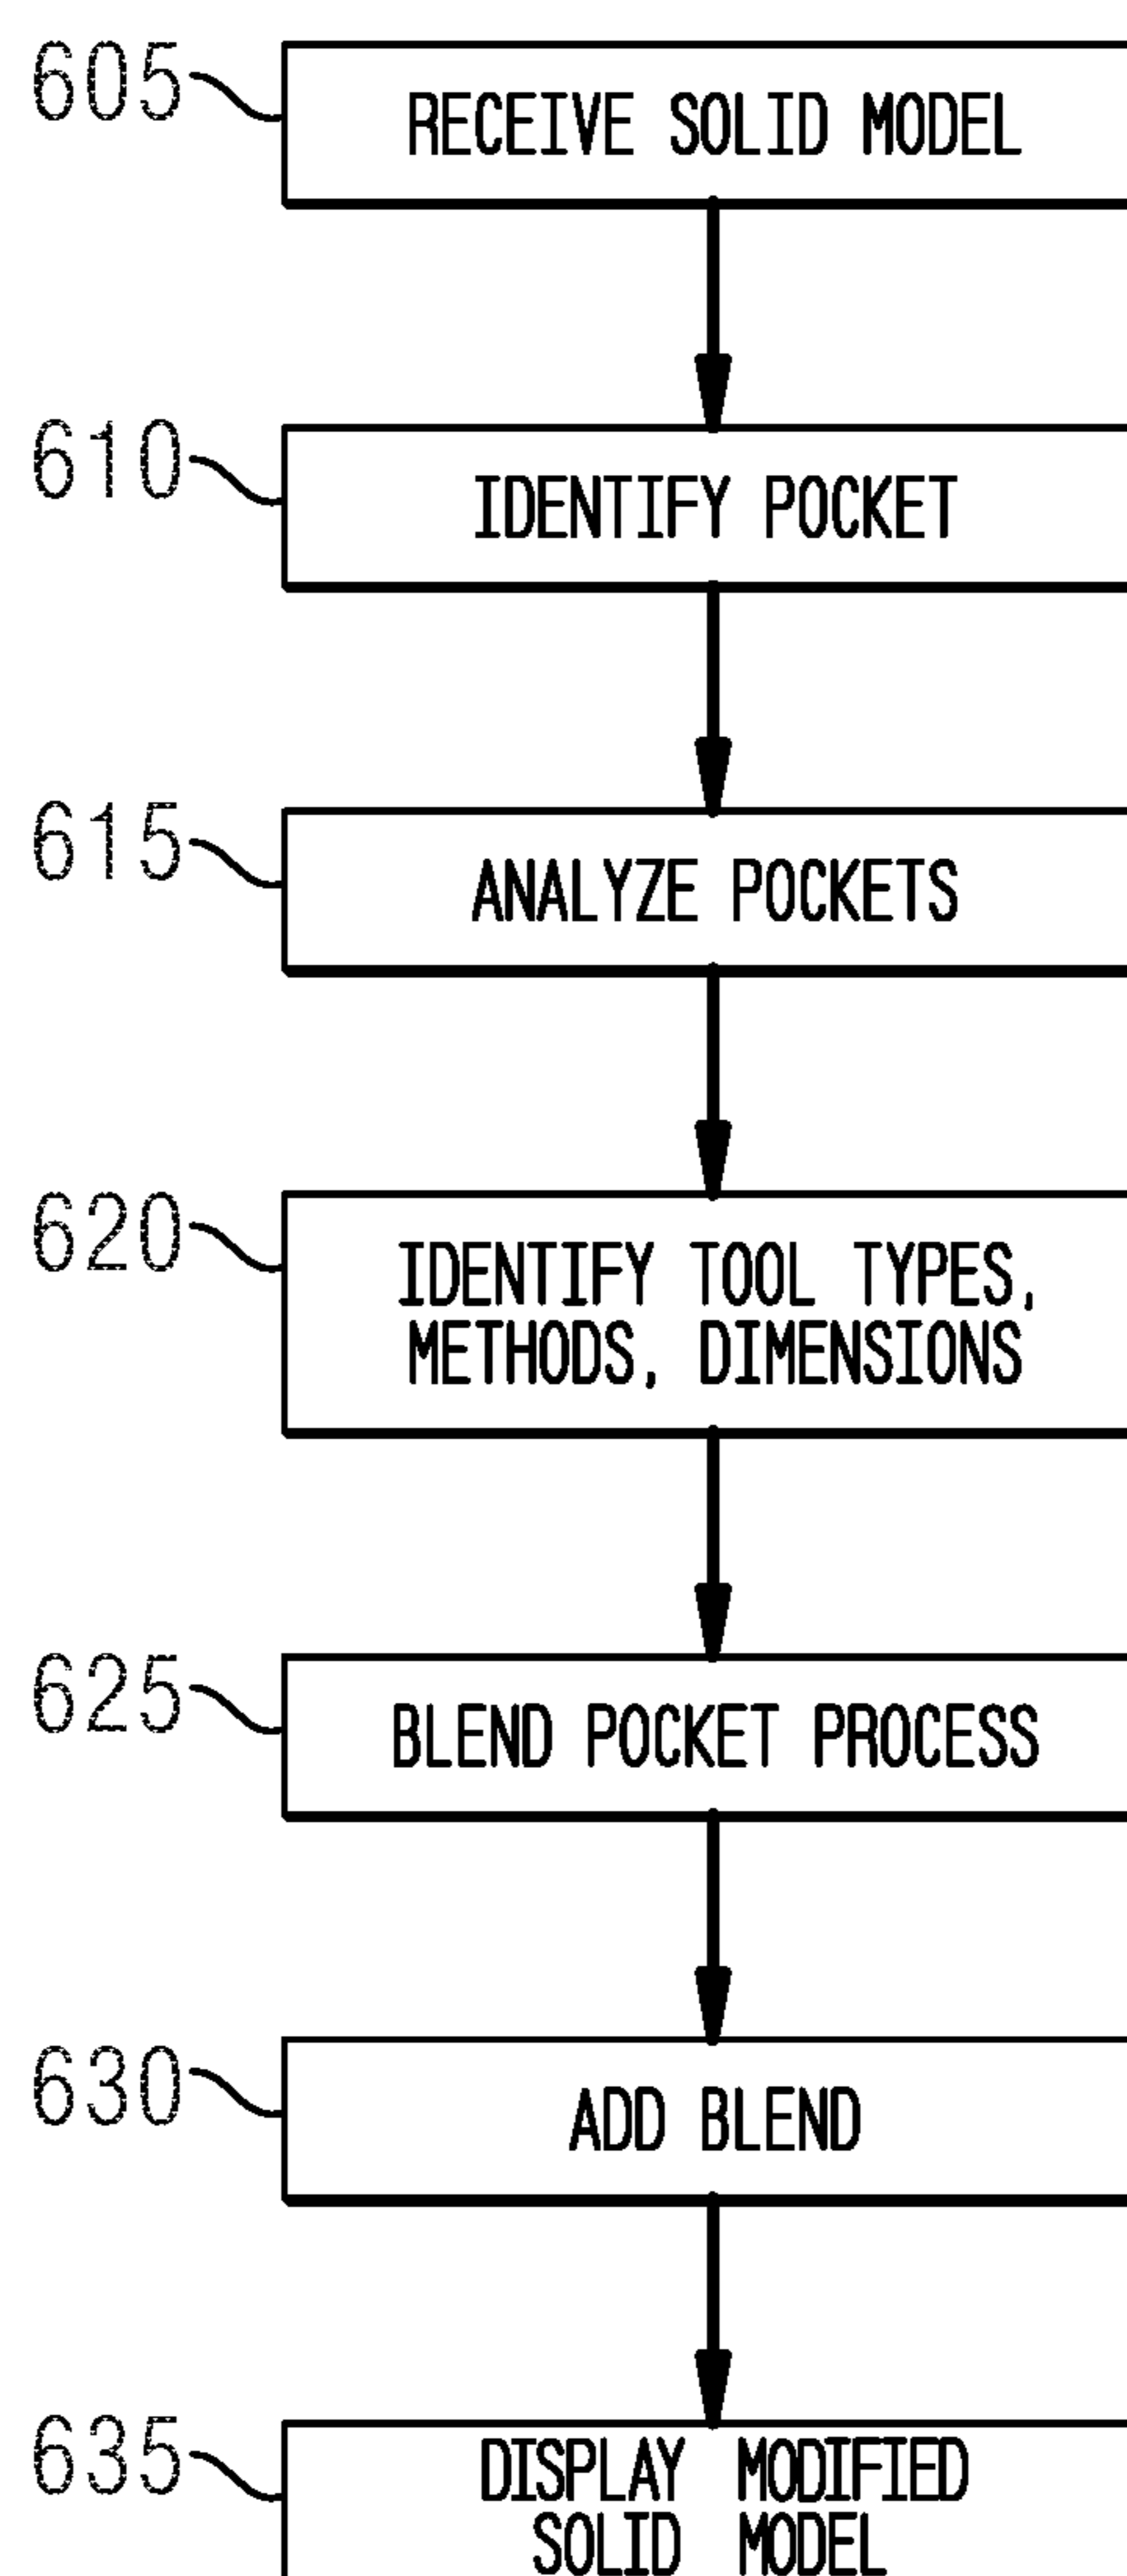 605
RECEIVE SOLID MODEL
610
IDENTIFY POCKET
615
ANALYZE POCKETS
620
IDENTIFY TOOL TYPES,
METHODS, DIMENSIONS
625
BLEND POCKET PROCESS
630
ADD BLEND
635
DISPLAY MODIFIED
SOLID MODEL